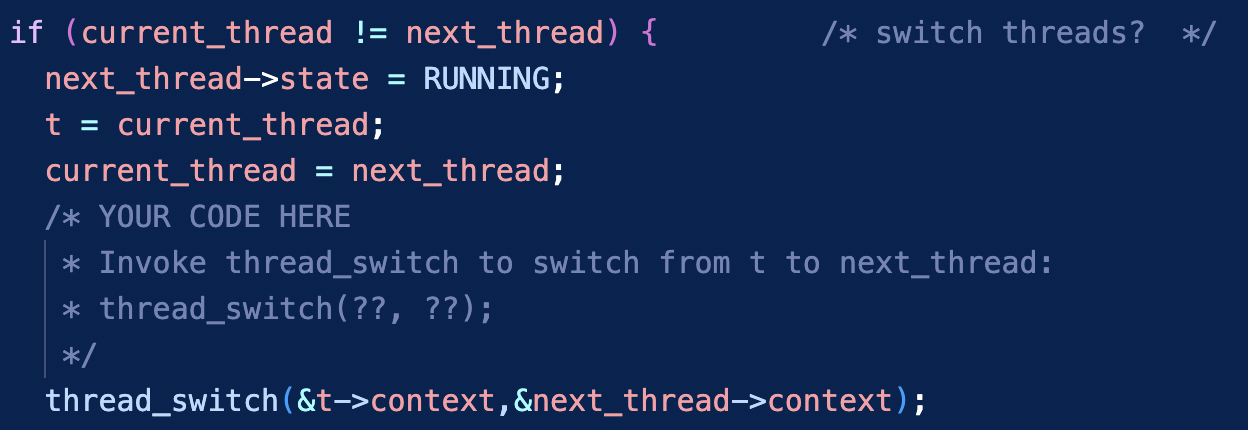 if (current_thread != next_thread) {         /* switch threads?  */
  next_thread->state = RUNNING;
  t = current_thread;
  current_thread = next_thread;
  /* YOUR CODE HERE
   * Invoke thread_switch to switch from t to next_thread:
   * thread_switch(??, ??);
   */
  thread_switch(&t->context,&next_thread->context);